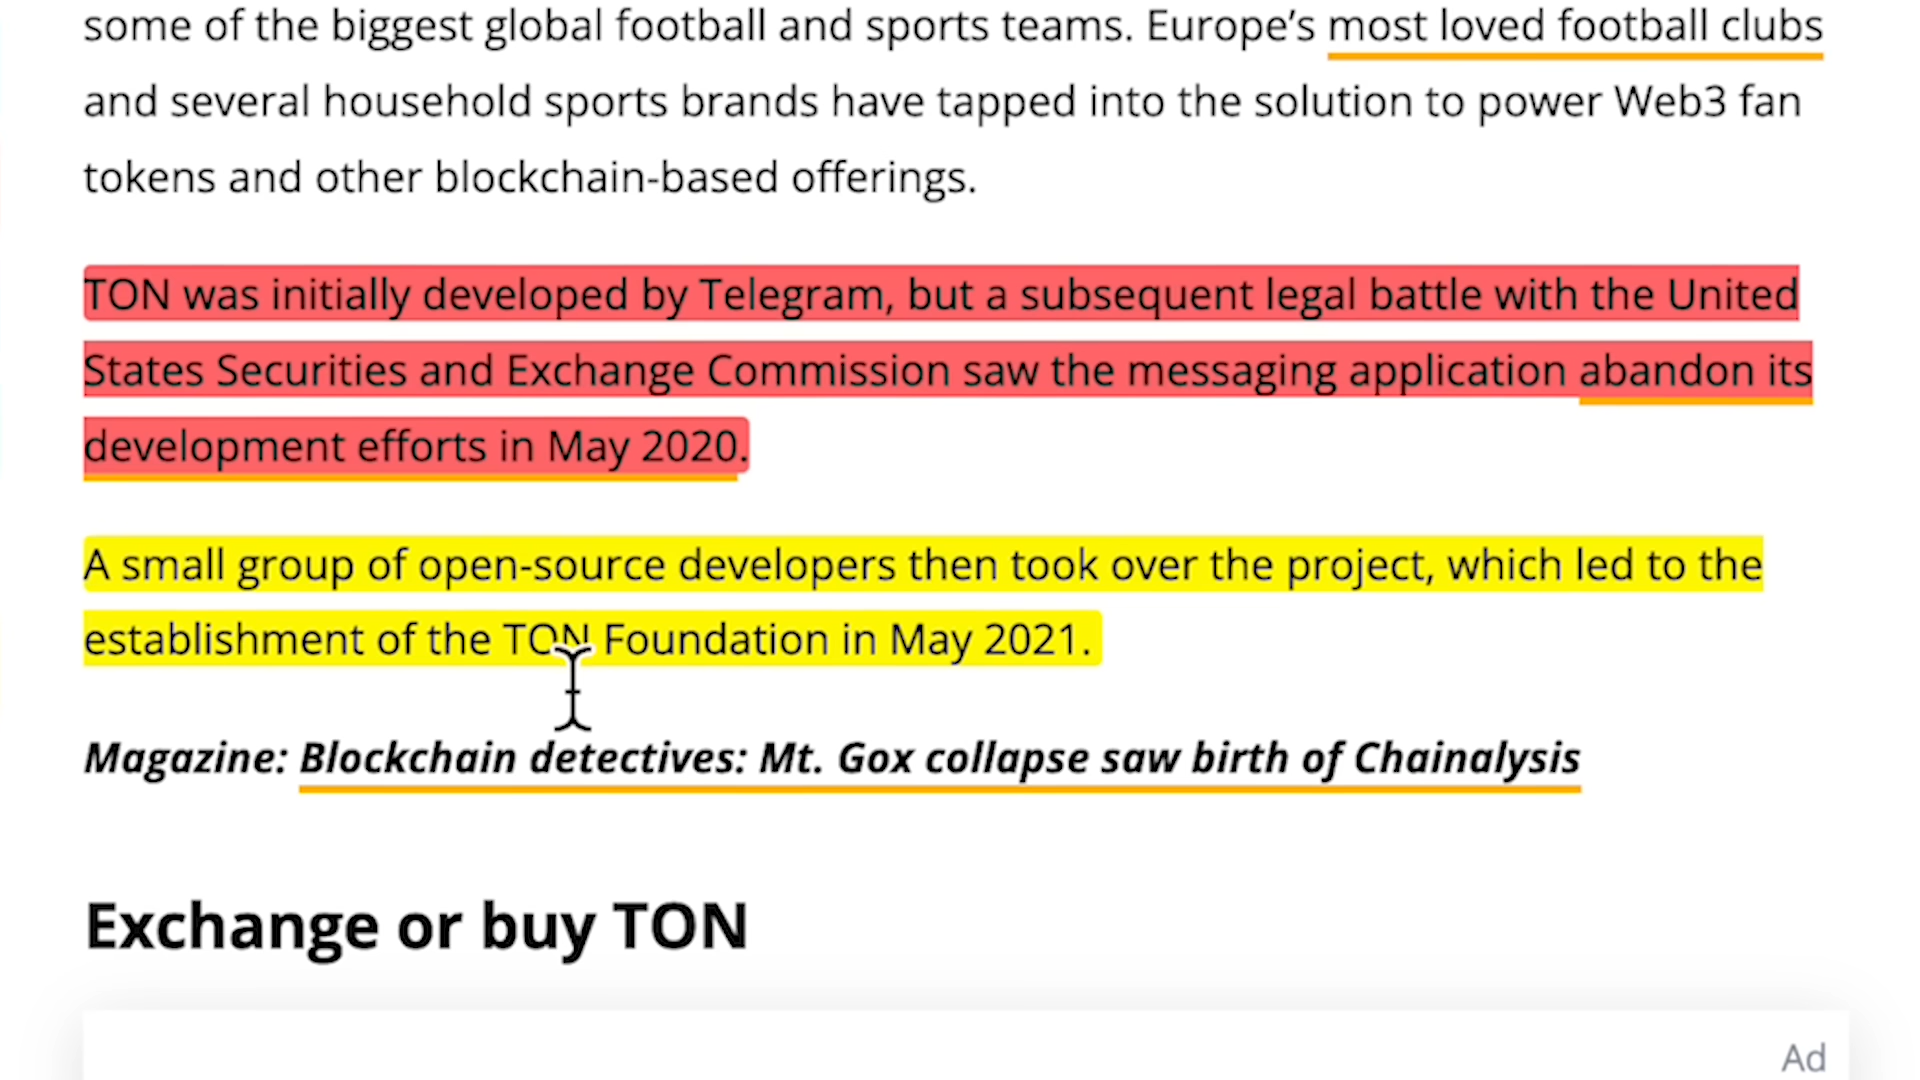 some of the biggest global football and sports teams. Europe’s most loved football clubs
and several household sports brands have tapped into the solution to power Web3 fan
tokens and other blockchain-based offerings.
TON was initially developed by Telegram, but a subsequent legal battle with the United
States Securities and Exchange Commission saw the messaging application abandon its
development efforts in May 2020.
A small group of open-source developers then took over the project, which led to the
establishment of the TON Foundation in May 2021.
Magazine: Blockchain detectives: Mt. Gox collapse saw birth of Chainalysis
Exchange or buy TON
Ad